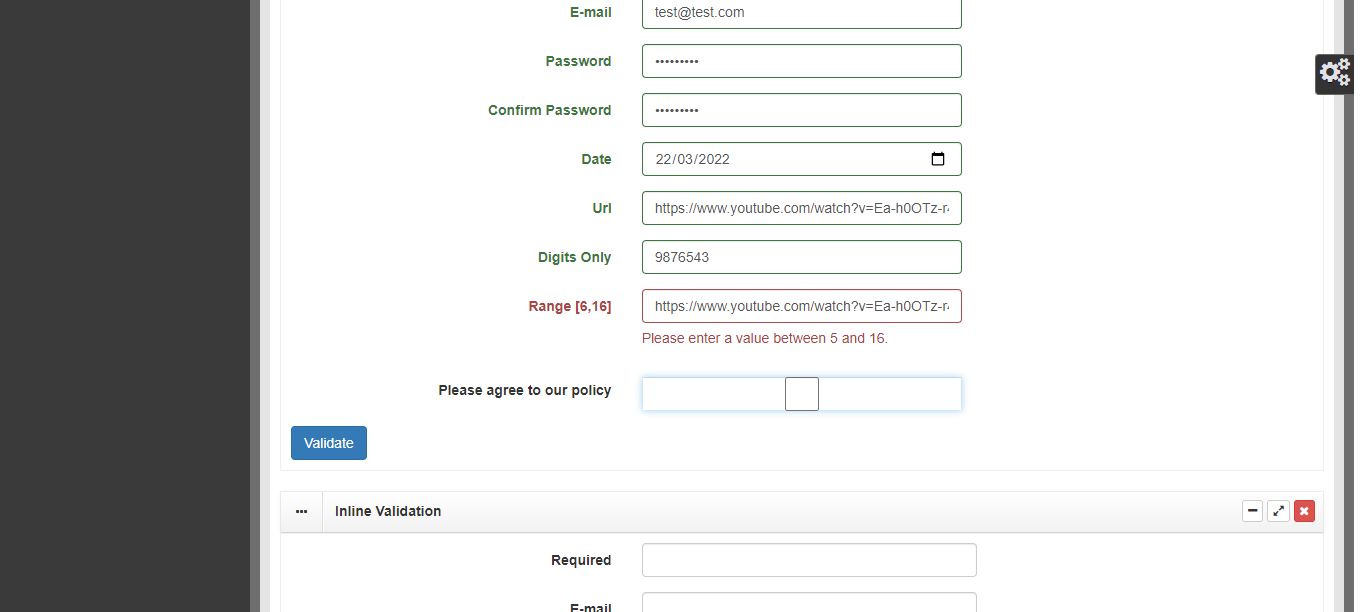 E-mail test@test.com
Password •••••••••
Confirm Password •••••••••
Date 22/03/2022
Url https://www.youtube.com/watch?v=Ea-h0OTz-r
Digits Only 9876543
Range [6,16] https://www.youtube.com/watch?v=Ea-h0OTz-r
Please enter a value between 5 and 16.
Please agree to our policy
Validate
Inline Validation
Required
E-mail